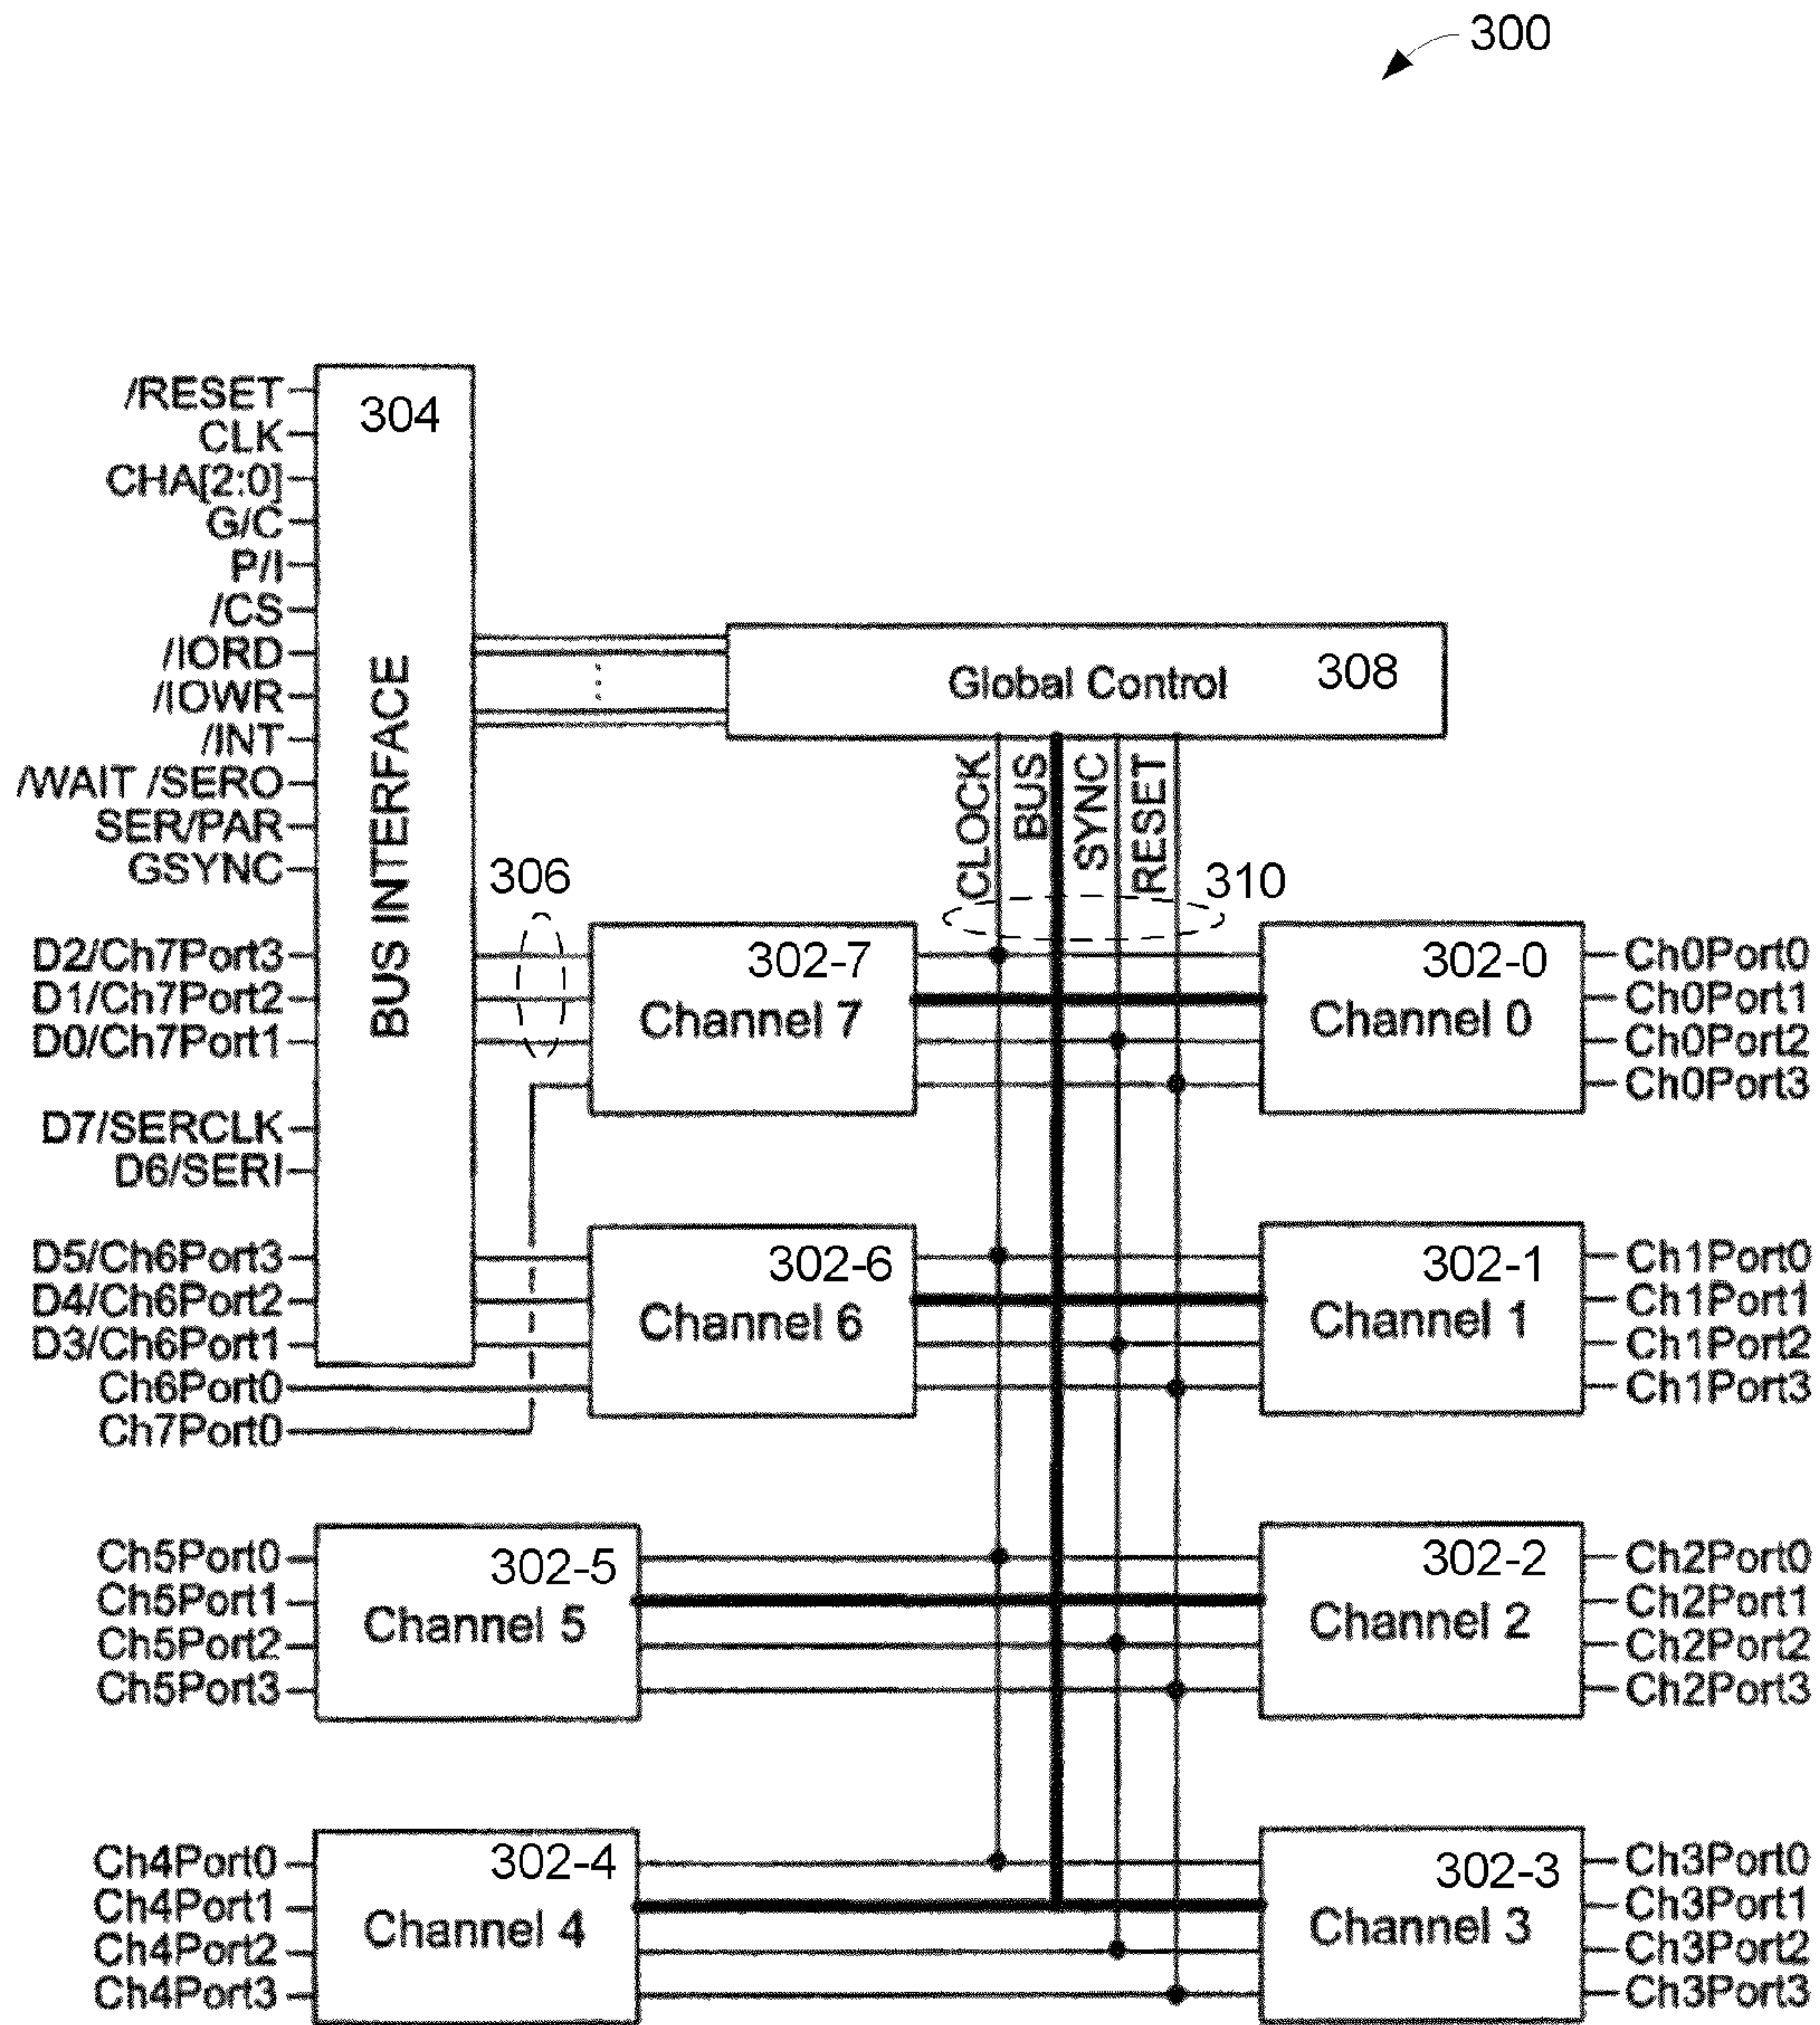 300
/RESET
CLK
CHA[2:0]
G/C
P/I
/CS
/IORD
/IOWR
/INT
/WAIT /SERO
SER/PAR
GSYNC
D2/Ch7Port3
D1/Ch7Port2
D0/Ch7Port1
D7/SERCLK
D6/SERI
D5/Ch6Port3
D4/Ch6Port2
D3/Ch6Port1
Ch6Port0
Ch7Port0
304
BUS INTERFACE
306
Global Control 308
CLOCK
BUS
SYNC
RESET
310
302-7
Channel 7
302-0
Channel 0
Ch0Port0
Ch0Port1
Ch0Port2
Ch0Port3
302-6
Channel 6
302-1
Channel 1
Ch1Port0
Ch1Port1
Ch1Port2
Ch1Port3
Ch5Port0
Ch5Port1
Ch5Port2
Ch5Port3
302-5
Channel 5
302-2
Channel 2
Ch2Port0
Ch2Port1
Ch2Port2
Ch2Port3
Ch4Port0
Ch4Port1
Ch4Port2
Ch4Port3
302-4
Channel 4
302-3
Channel 3
Ch3Port0
Ch3Port1
Ch3Port2
Ch3Port3